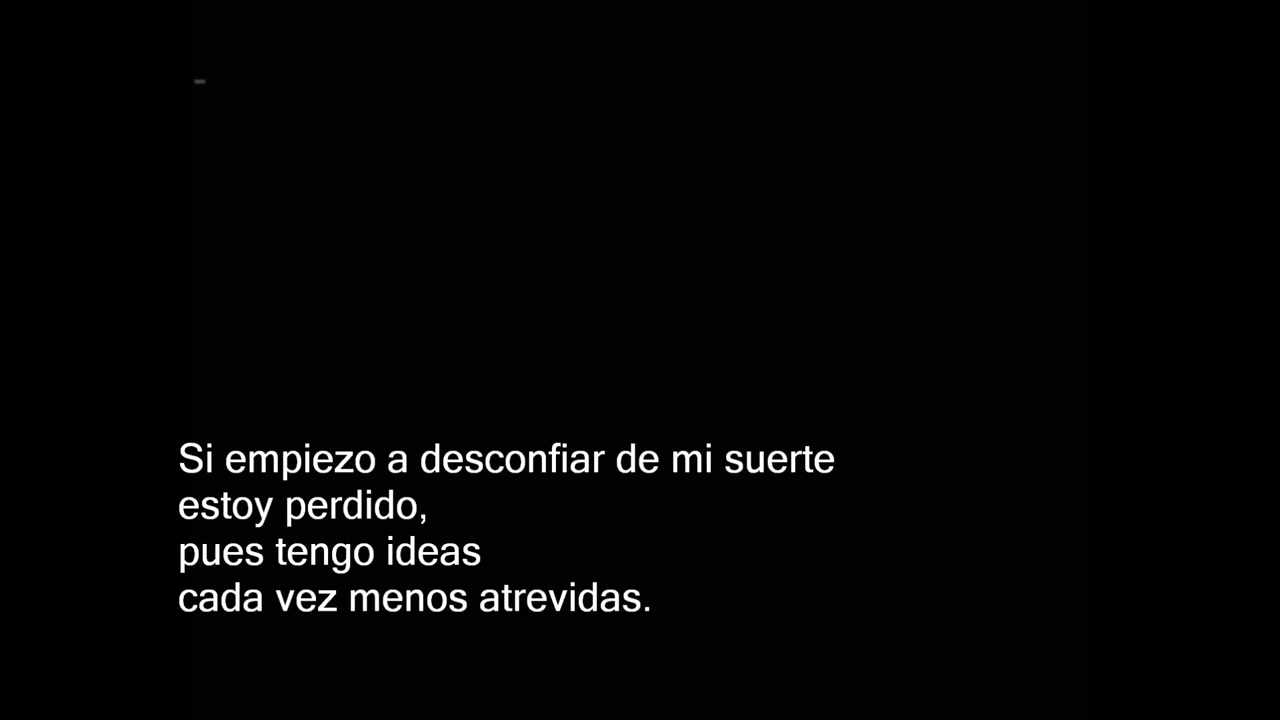 Si empiezo a desconfiar de mi suerte
estoy perdido,
pues tengo ideas
cada vez menos atrevidas.